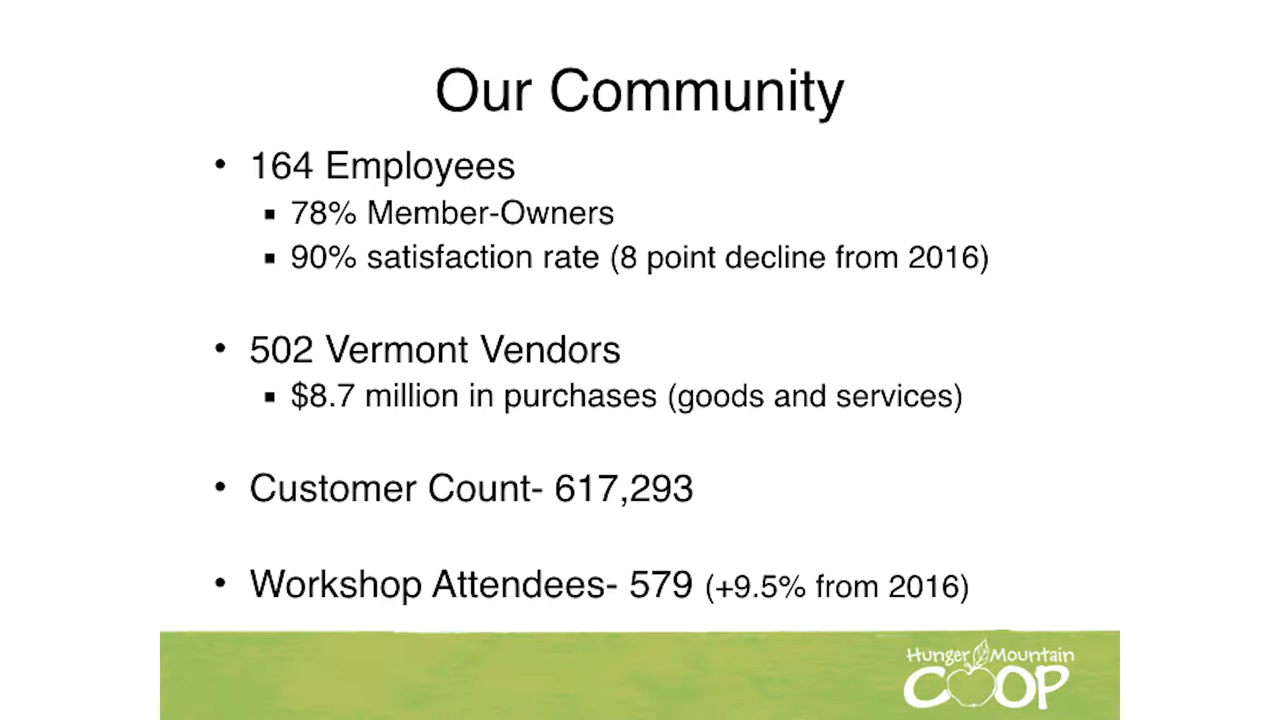 Our Community
• 164 Employees
▪ 78% Member-Owners
▪ 90% satisfaction rate (8 point decline from 2016)
• 502 Vermont Vendors
▪ $8.7 million in purchases (goods and services)
• Customer Count- 617,293
• Workshop Attendees- 579 (+9.5% from 2016)
Hunger Mountain
COOP